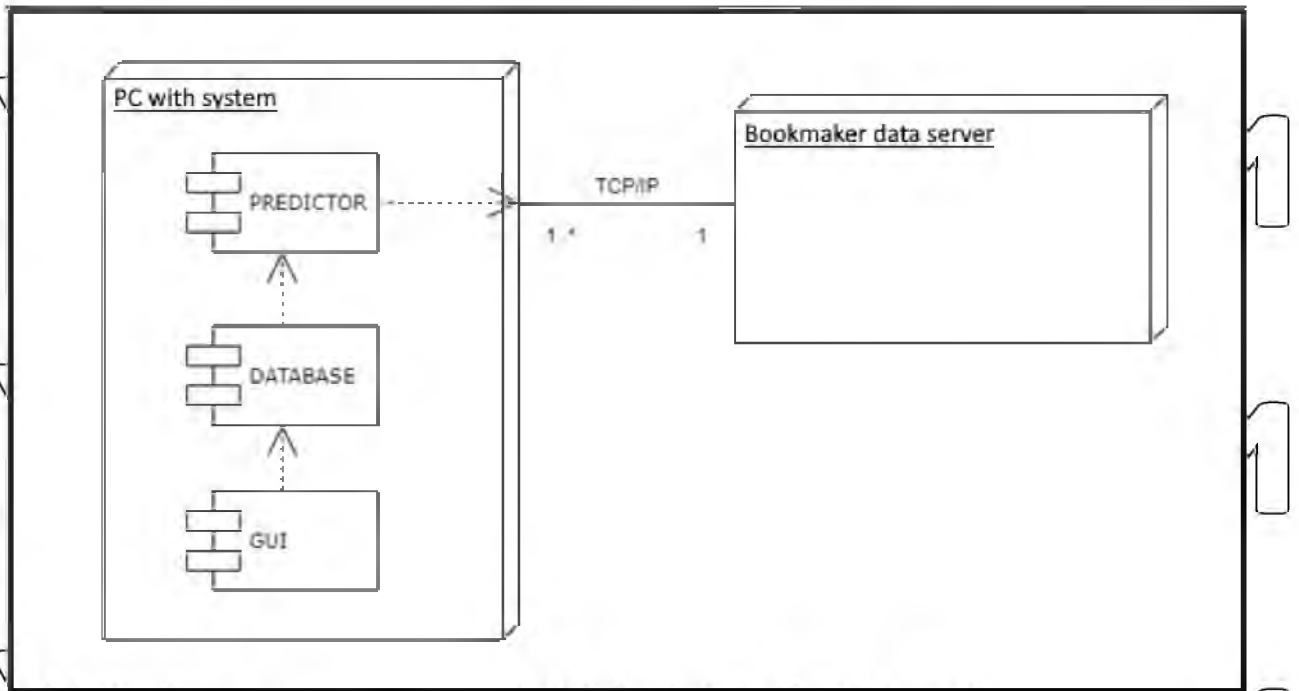 PC with system
Bookmaker data server
PREDICTOR
TCP/IP
1..*
1
DATABASE
GUI